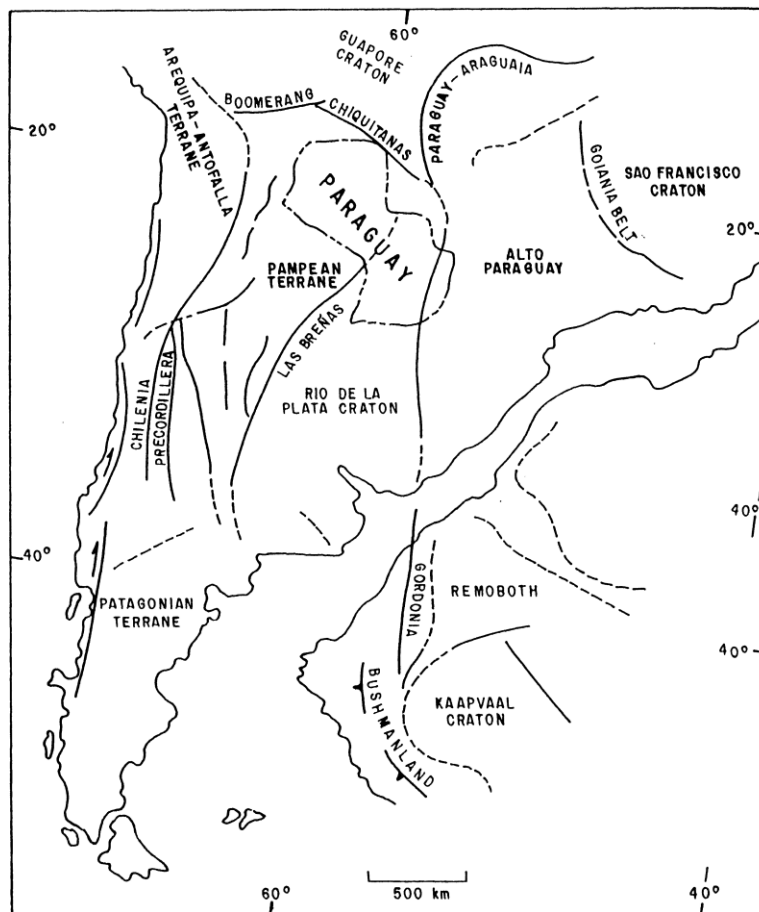 60°
GUAPORE
CRATON
AREQUIPA-ANTOFALLA
TERRANE
BOOMERANG
CHIQUITANAS
PARAGUAY-ARAGUAIA
20°
GOIANIA BELT
SAO FRANCISCO
CRATON
20°
PARAGUAY
ALTO
PARAGUAY
PAMPEAN
TERRANE
LAS BREÑAS
CHILENIA
PRECORDILLERA
RIO DE LA
PLATA CRATON
40°
40°
GORDONIA
REMOBOTH
PATAGONIAN
TERRANE
40°
BUSHMANLAND
KAAPVAAL
CRATON
60°
500 km
40°